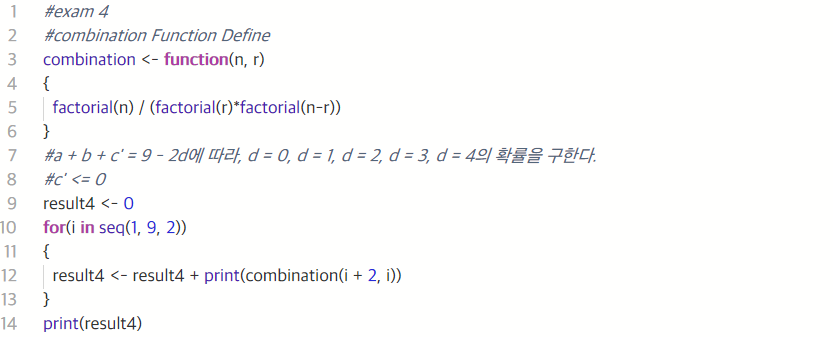 1 #exam 4
2 #combination Function Define
3 combination <- function(n, r)
4 {
5 factorial(n) / (factorial(r)*factorial(n-r))
6 }
7 #a + b + c' = 9 - 2d에 따라, d = 0, d = 1, d = 2, d = 3, d = 4의 확률을 구한다.
8 #c' <= 0
9 result4 <- 0
10 for(i in seq(1, 9, 2))
11 {
12 result4 <- result4 + print(combination(i + 2, i))
13 }
14 print(result4)